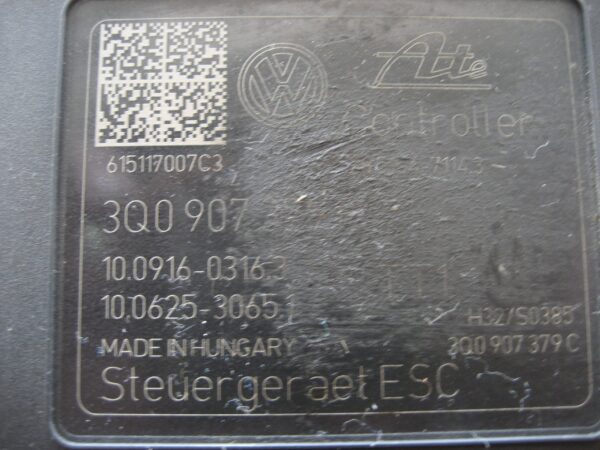 VW Ate
Controller
615117007C3
3Q0 907
10.0916-0316.3
10.0625-3065.1
H32/S0385
MADE IN HUNGARY 3Q0 907 379 C
Steuergeraet ESC